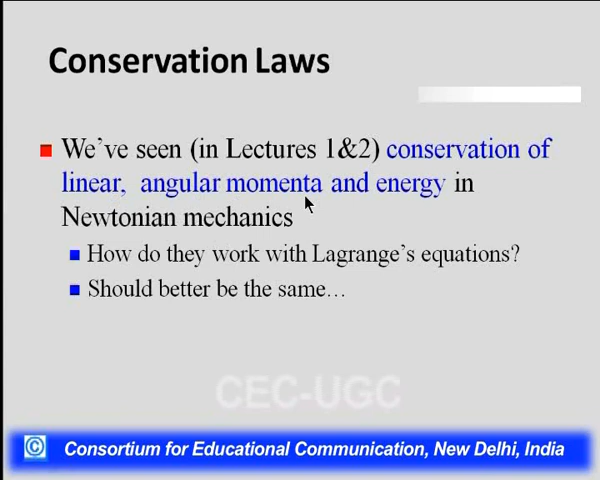 Conservation Laws
We've seen (in Lectures 1&2) conservation of
linear, angular momenta and energy in
Newtonian mechanics
How do they work with Lagrange's equations?
Should better be the same…
CEC-UGC
© Consortium for Educational Communication, New Delhi, India